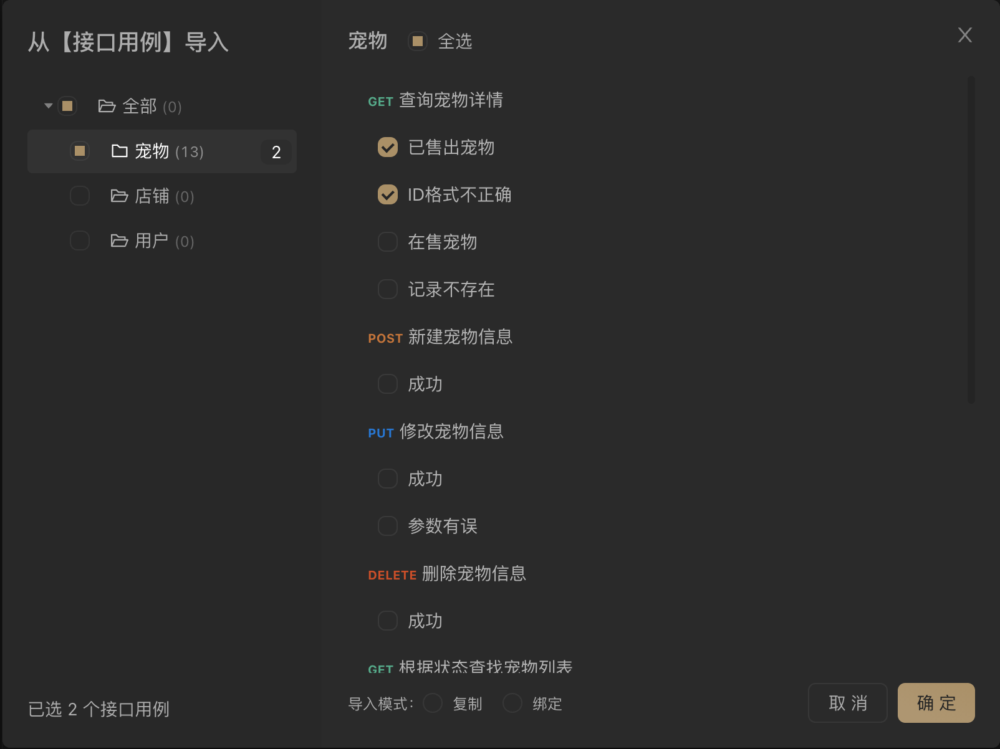 从【接口用例】导入
全部 (0)
宠物 (13) 2
店铺 (0)
用户 (0)
已选 2 个接口用例
宠物 全选
GET 查询宠物详情
已售出宠物
ID格式不正确
在售宠物
记录不存在
POST 新建宠物信息
成功
PUT 修改宠物信息
成功
参数有误
DELETE 删除宠物信息
成功
GET 根据状态查找宠物列表
导入模式: 复制 绑定
取 消 确 定